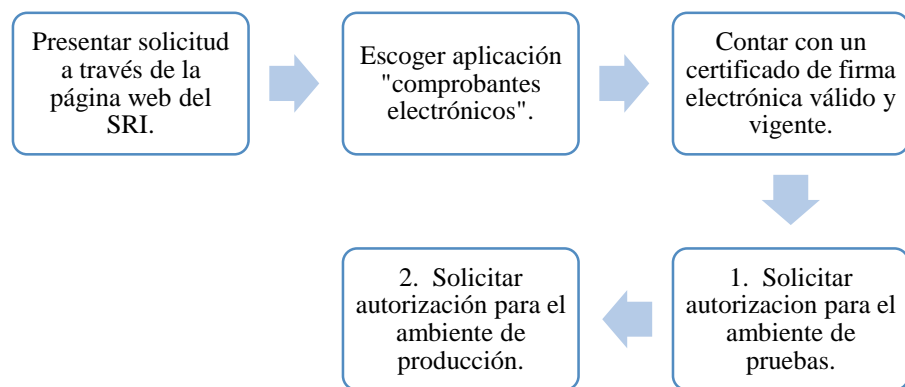 Presentar solicitud
a través de la
página web del
SRI.
Escoger aplicación
"comprobantes
electrónicos".
Contar con un
certificado de firma
electrónica válido y
vigente.
1. Solicitar
autorizacion para el
ambiente de
pruebas.
2. Solicitar
autorización para el
ambiente de
producción.